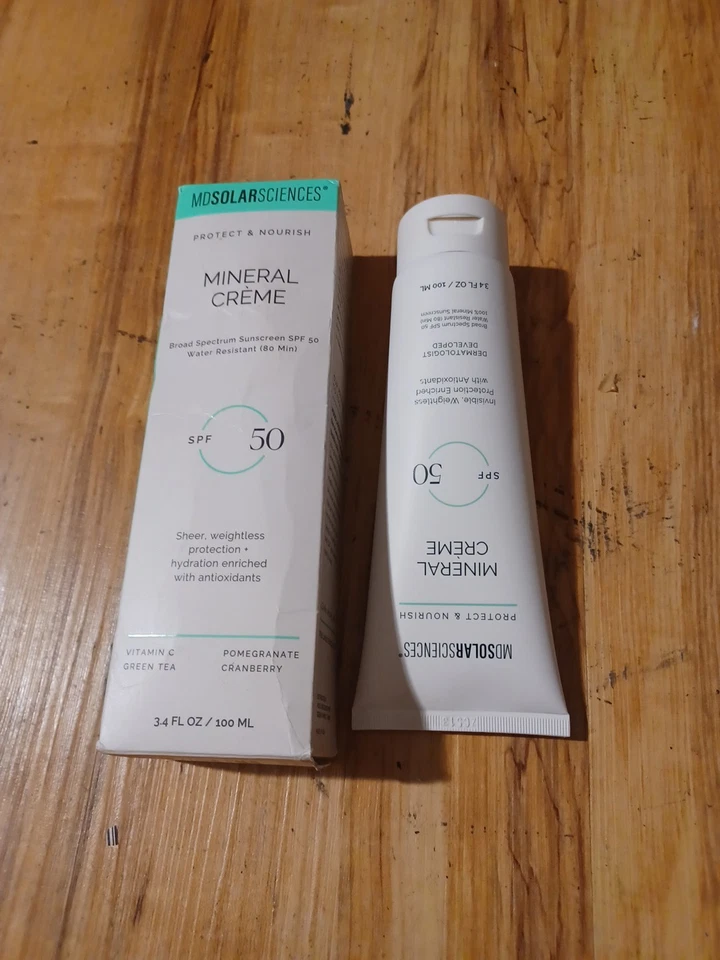 MDSOLARSCIENCES®
PROTECT & NOURISH
MINERAL
CRÈME
Broad Spectrum Sunscreen SPF 50
Water Resistant (80 Min)
SPF 50
Sheer, weightless
protection +
hydration enriched
with antioxidants
VITAMIN C POMEGRANATE
GREEN TEA CRANBERRY
3.4 FL OZ / 100 ML
MDSOLARSCIENCES®
PROTECT & NOURISH
MINERAL
CRÈME
SPF 50
Invisible, Weightless
Protection Enriched
with Antioxidants
DERMATOLOGIST
DEVELOPED
Broad Spectrum SPF 50
Water Resistant (80 Min)
100% Mineral Sunscreen
3.4 FL OZ / 100 ML